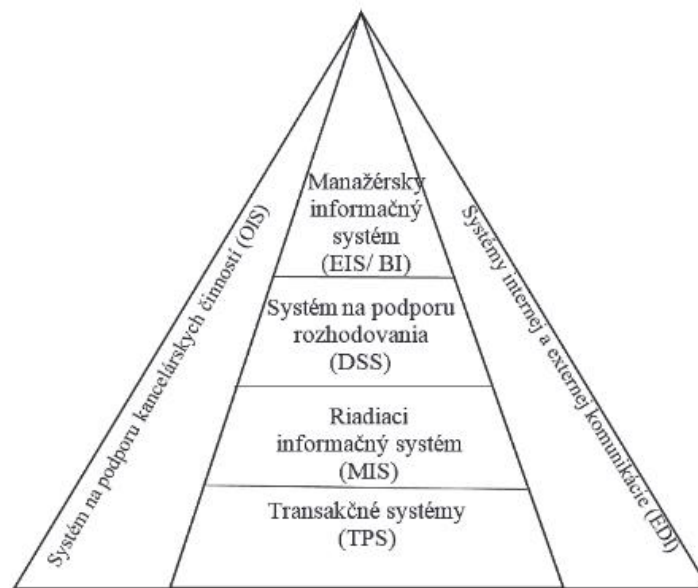 Manažérsky
informačný
systém
(EIS/ BI)
Systém na podporu
rozhodovania
(DSS)
Riadiaci
informačný systém
(MIS)
Transakčné systémy
(TPS)
Systém na podporu kancelárskych činností (OIS)
Systémy internej a externej komunikácie (EDI)